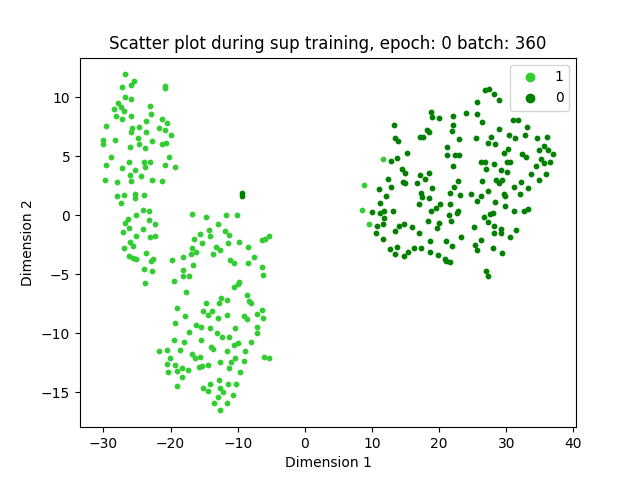 Scatter plot during sup training, epoch: 0 batch: 360
1
0
10
5
0
−5
−10
−15
Dimension 2
−30 −20 −10 0 10 20 30 40
Dimension 1